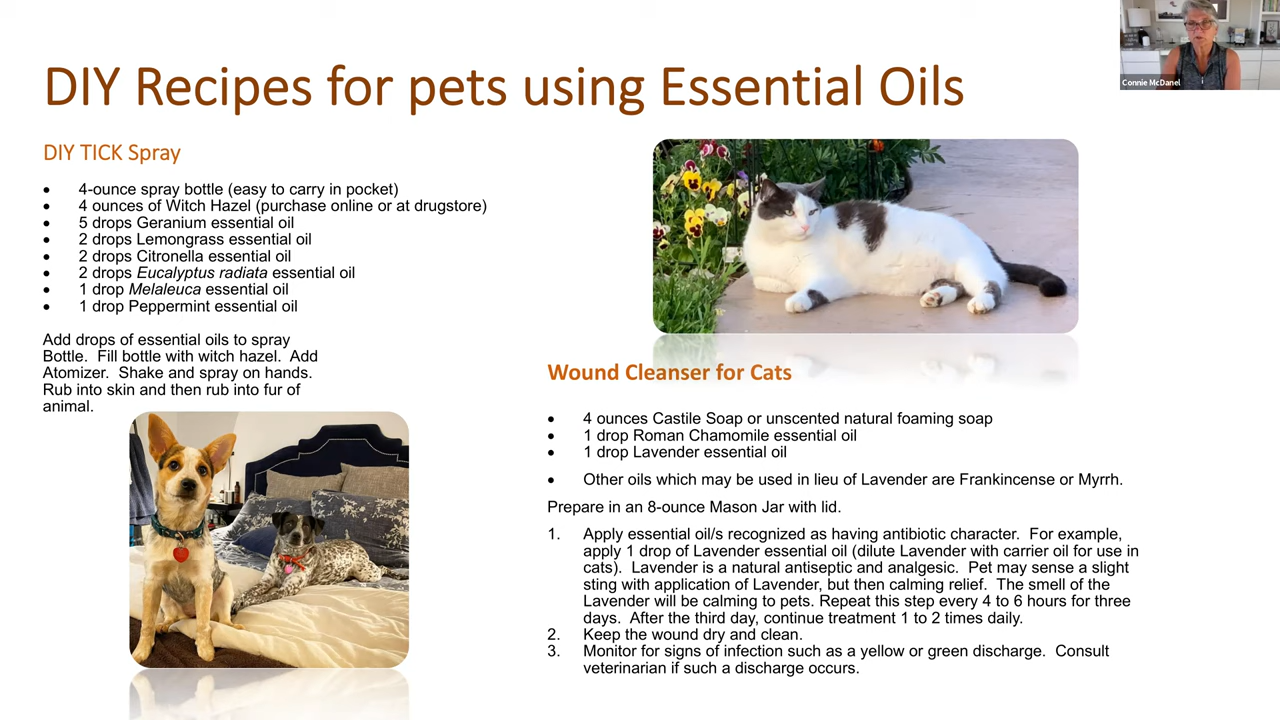 DIY Recipes for pets using Essential Oils
Connie McDanel
DIY TICK Spray
• 4-ounce spray bottle (easy to carry in pocket)
• 4 ounces of Witch Hazel (purchase online or at drugstore)
• 5 drops Geranium essential oil
• 2 drops Lemongrass essential oil
• 2 drops Citronella essential oil
• 2 drops Eucalyptus radiata essential oil
• 1 drop Melaleuca essential oil
• 1 drop Peppermint essential oil
Add drops of essential oils to spray
Bottle.  Fill bottle with witch hazel.  Add
Atomizer.  Shake and spray on hands.
Rub into skin and then rub into fur of
animal.
Wound Cleanser for Cats
• 4 ounces Castile Soap or unscented natural foaming soap
• 1 drop Roman Chamomile essential oil
• 1 drop Lavender essential oil
• Other oils which may be used in lieu of Lavender are Frankincense or Myrrh.
Prepare in an 8-ounce Mason Jar with lid.
1. Apply essential oil/s recognized as having antibiotic character.  For example,
apply 1 drop of Lavender essential oil (dilute Lavender with carrier oil for use in
cats).  Lavender is a natural antiseptic and analgesic.  Pet may sense a slight
sting with application of Lavender, but then calming relief.  The smell of the
Lavender will be calming to pets. Repeat this step every 4 to 6 hours for three
days.  After the third day, continue treatment 1 to 2 times daily.
2. Keep the wound dry and clean.
3. Monitor for signs of infection such as a yellow or green discharge.  Consult
veterinarian if such a discharge occurs.